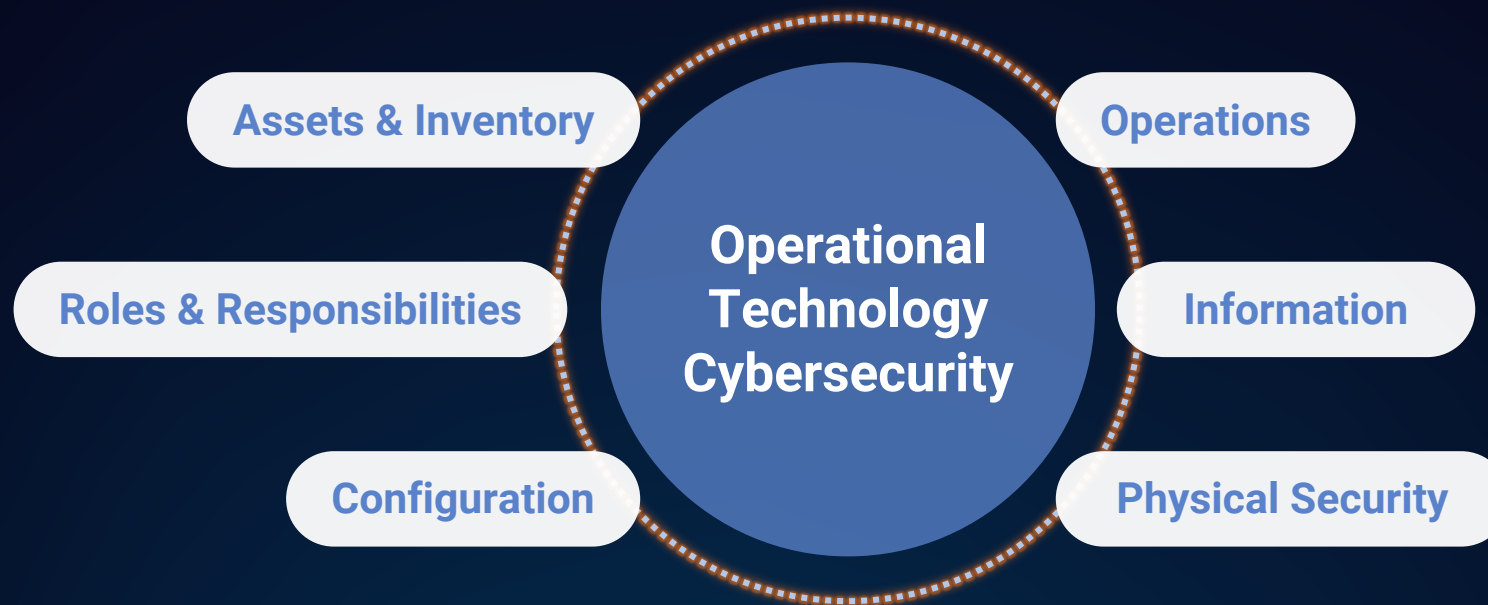 Assets & Inventory
Operations
Operational
Technology
Cybersecurity
Roles & Responsibilities
Information
Configuration
Physical Security